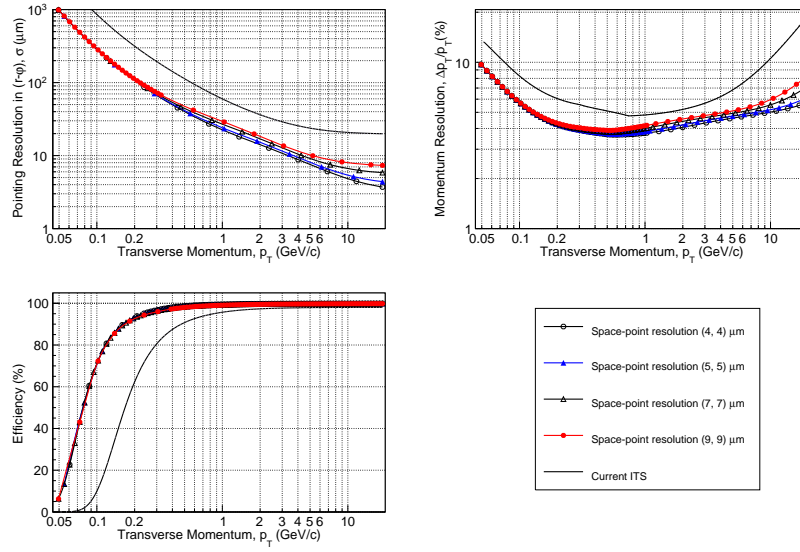 Pointing Resolution in (r-φ), σ (μm)
10³
10²
10
1
0.05 0.1 0.2 1 2 3 4 5 6 10
Transverse Momentum, p_T (GeV/c)
Momentum Resolution, Δp_T/p_T(%)
10
1
0.05 0.1 0.2 1 2 3 4 5 6 10
Transverse Momentum, p_T (GeV/c)
Efficiency (%)
100
80
60
40
20
0
0.05 0.1 0.2 1 2 3 4 5 6 10
Transverse Momentum, p_T (GeV/c)
Space-point resolution (4, 4) μm
Space-point resolution (5, 5) μm
Space-point resolution (7, 7) μm
Space-point resolution (9, 9) μm
Current ITS